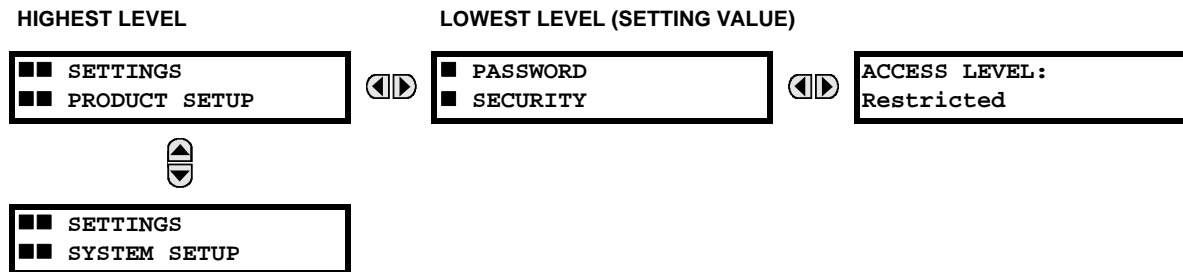 HIGHEST LEVEL
LOWEST LEVEL (SETTING VALUE)
■■ SETTINGS
■■ PRODUCT SETUP
■ PASSWORD
■ SECURITY
ACCESS LEVEL:
Restricted
■■ SETTINGS
■■ SYSTEM SETUP